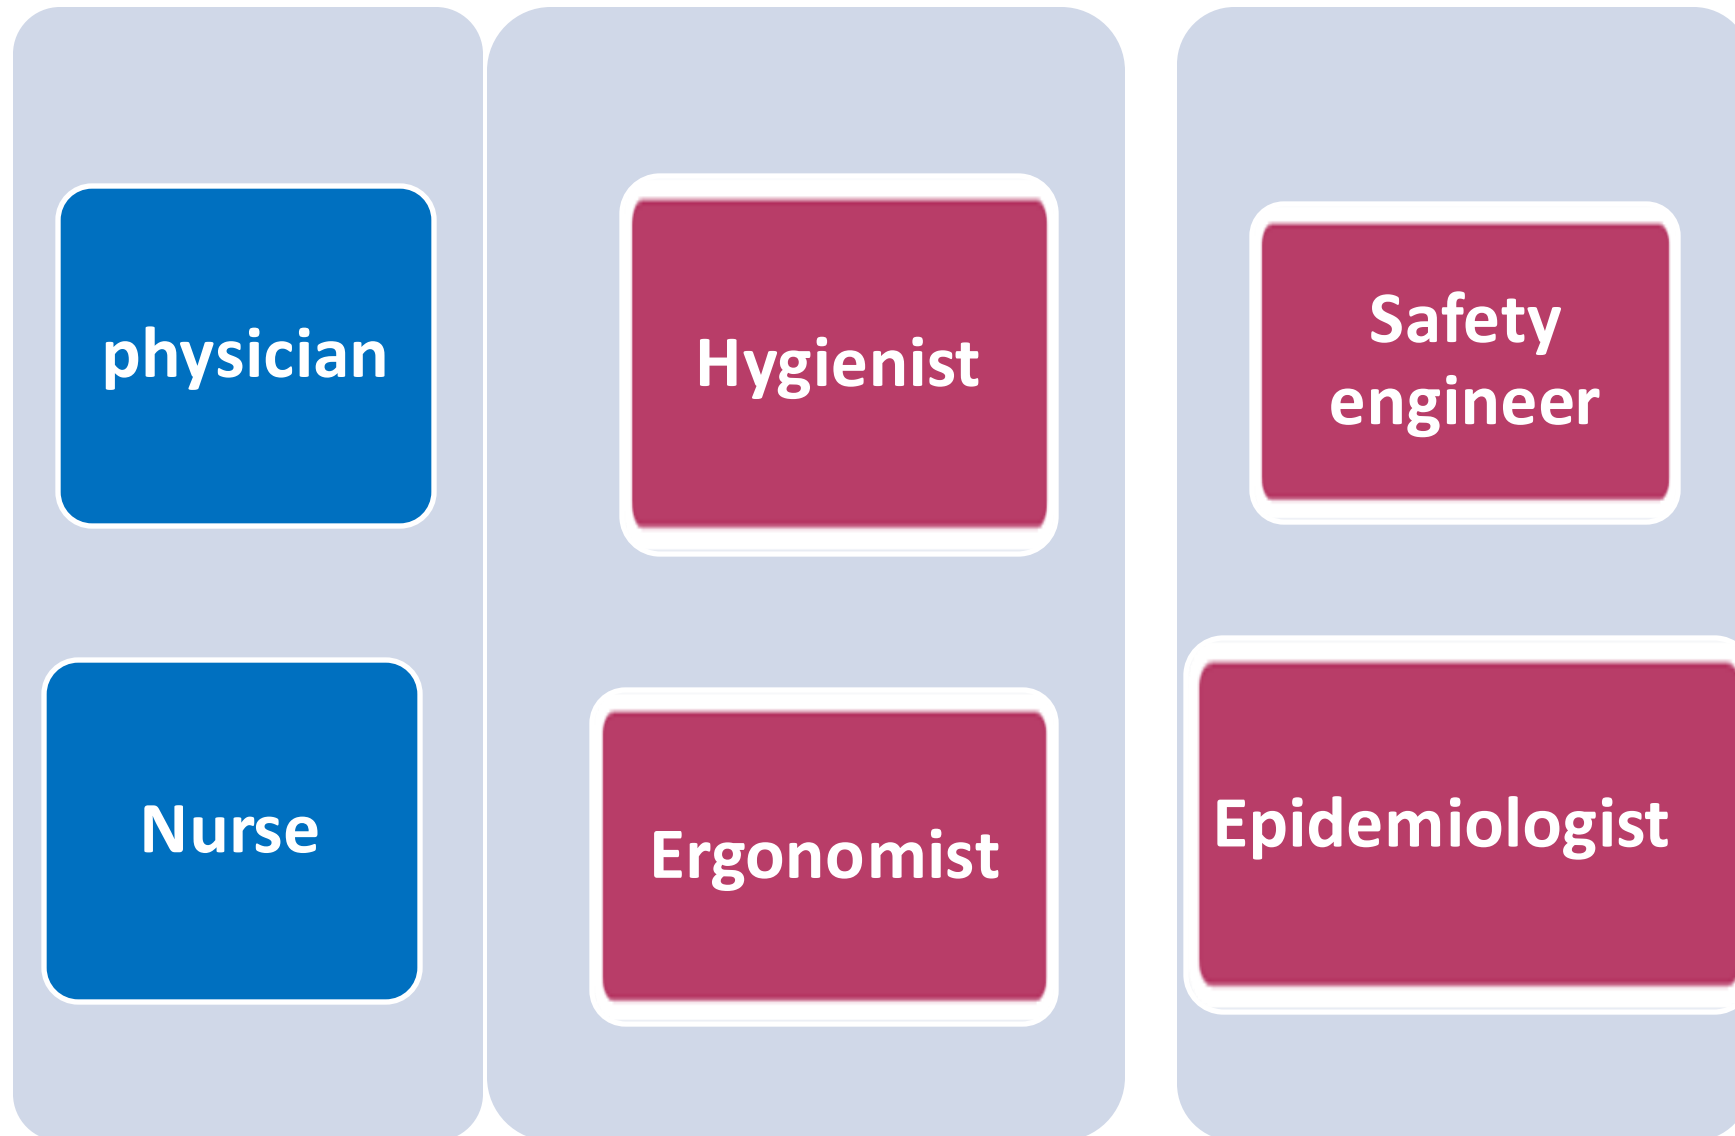 physician
Nurse
Hygienist
Ergonomist
Safety
engineer
Epidemiologist